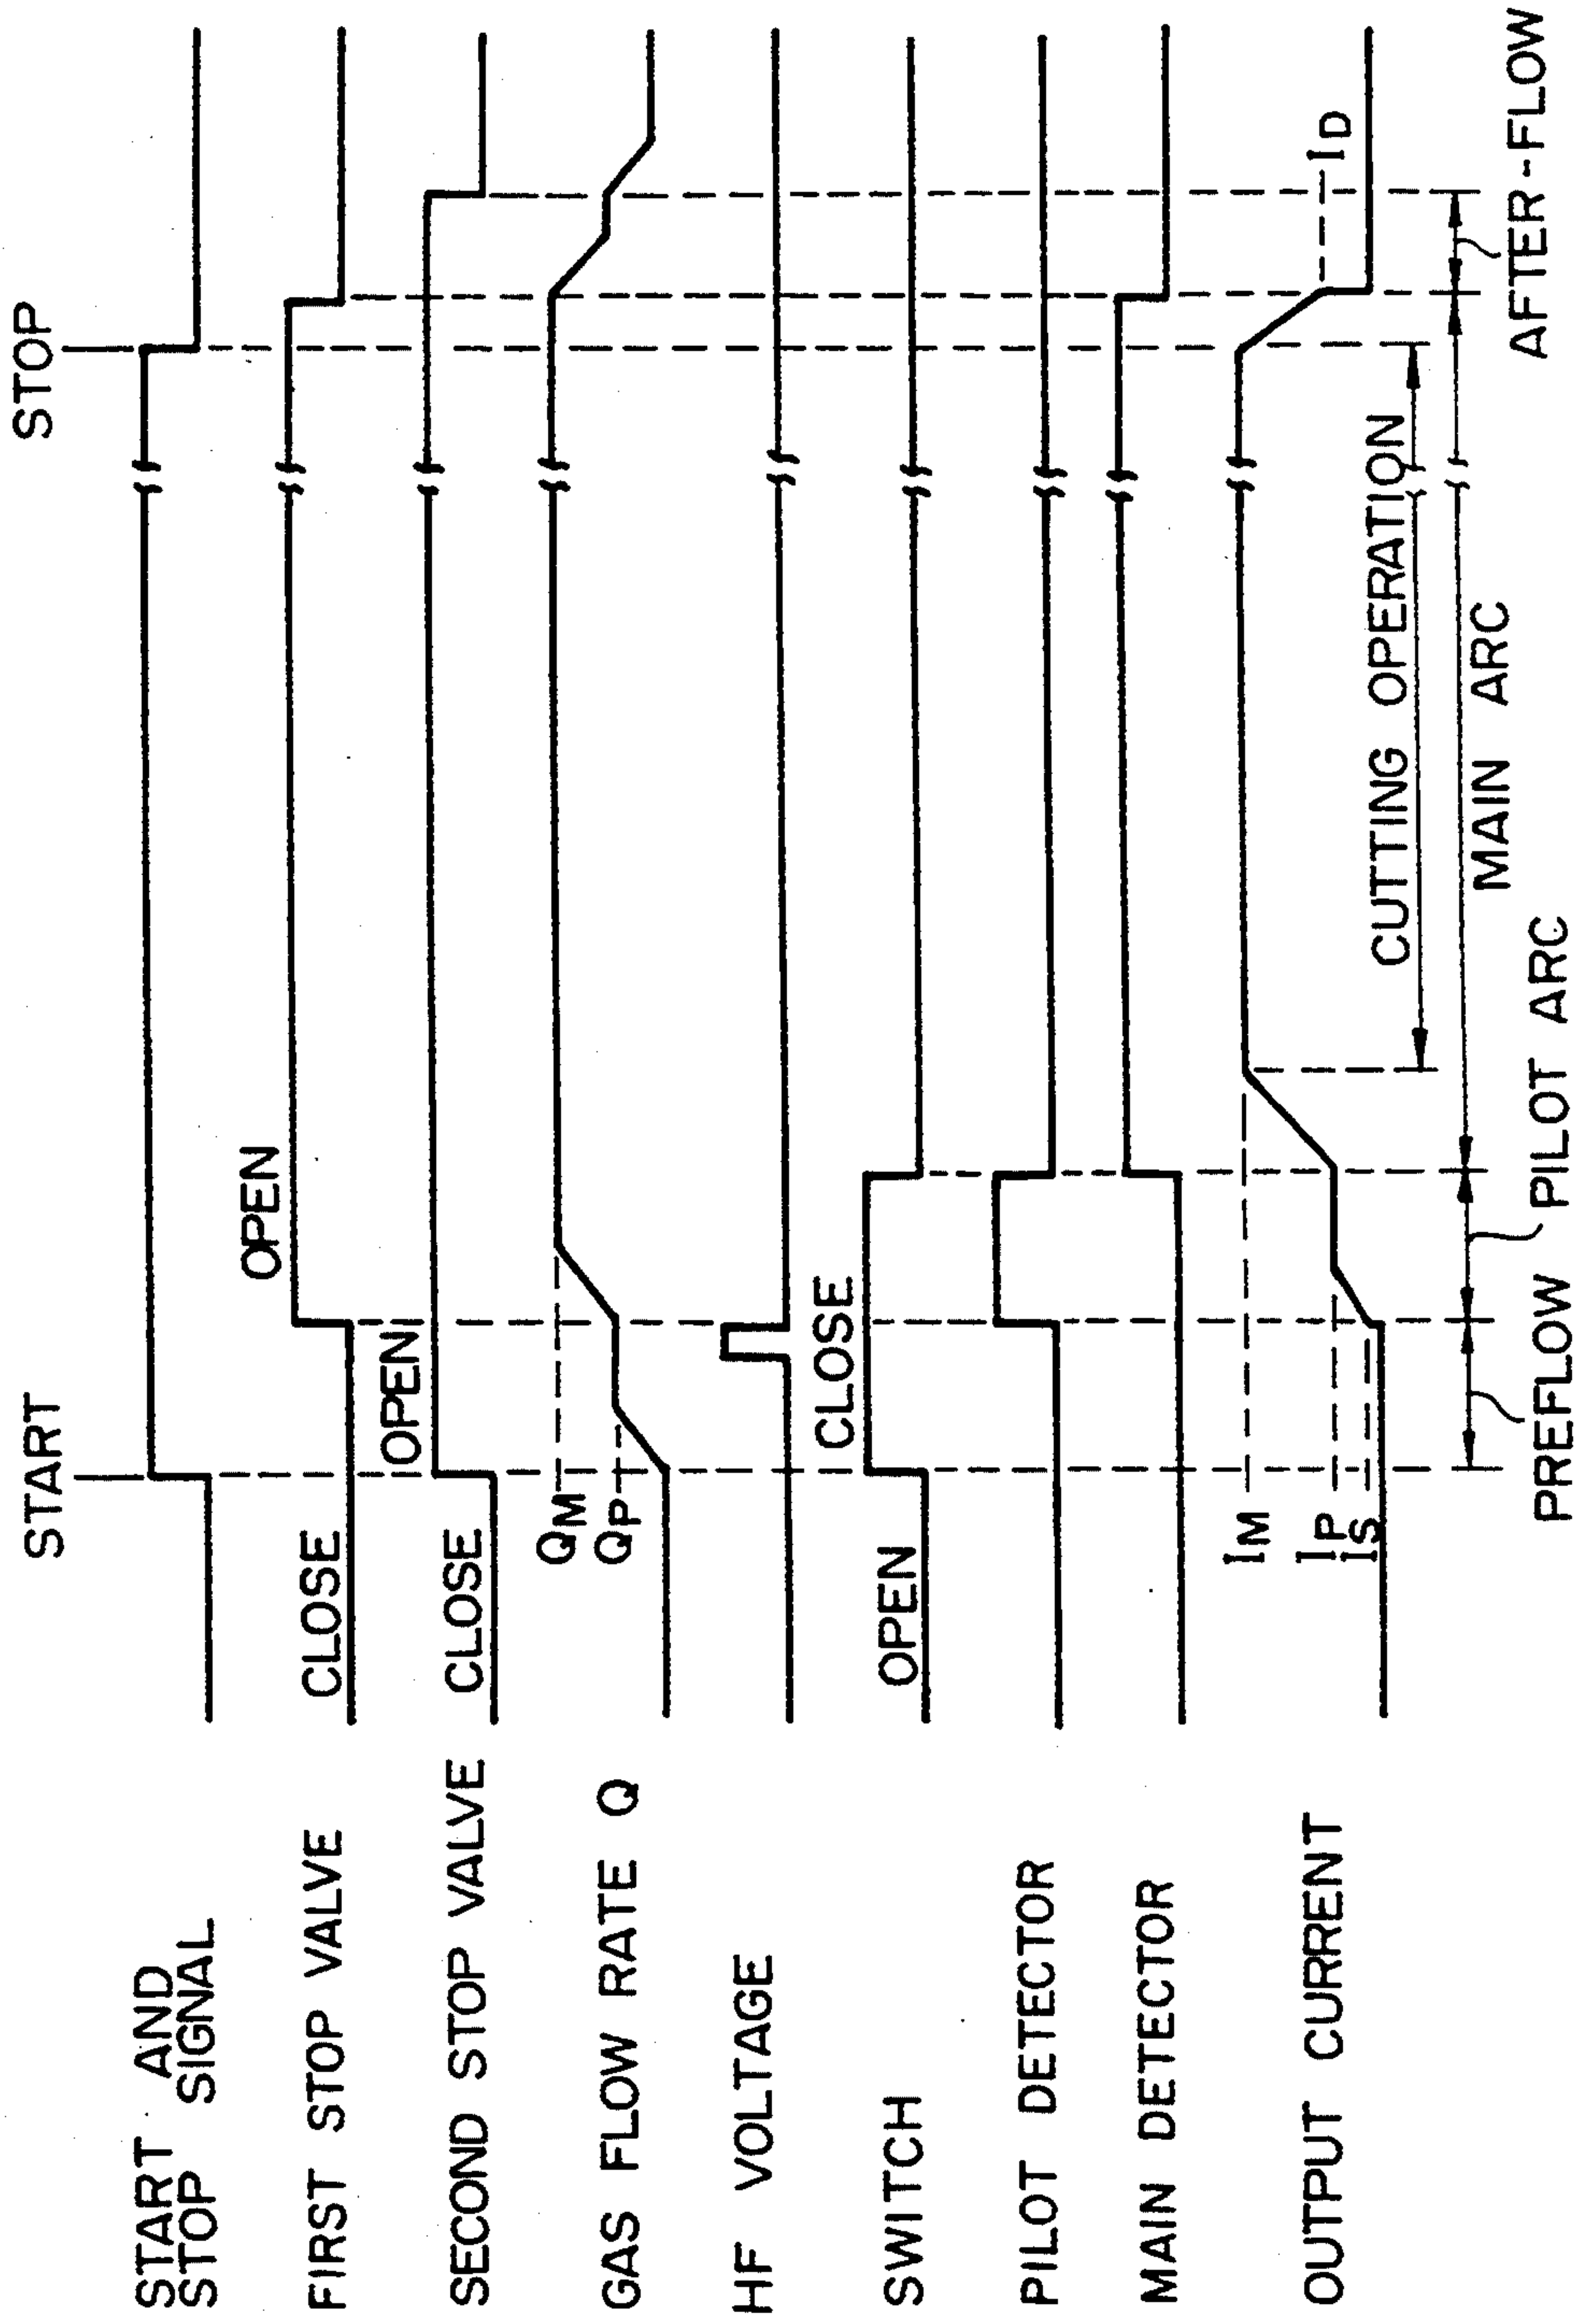 START
STOP
START AND
STOP SIGNAL
FIRST STOP VALVE
CLOSE
OPEN
SECOND STOP VALVE
CLOSE
OPEN
GAS FLOW RATE Q
QM
QP
HF VOLTAGE
SWITCH
OPEN
CLOSE
PILOT DETECTOR
MAIN DETECTOR
OUTPUT CURRENT
IM
IP
IS
ID
CUTTING OPERATION
MAIN ARC
PREFLOW
PILOT ARC
AFTER-FLOW